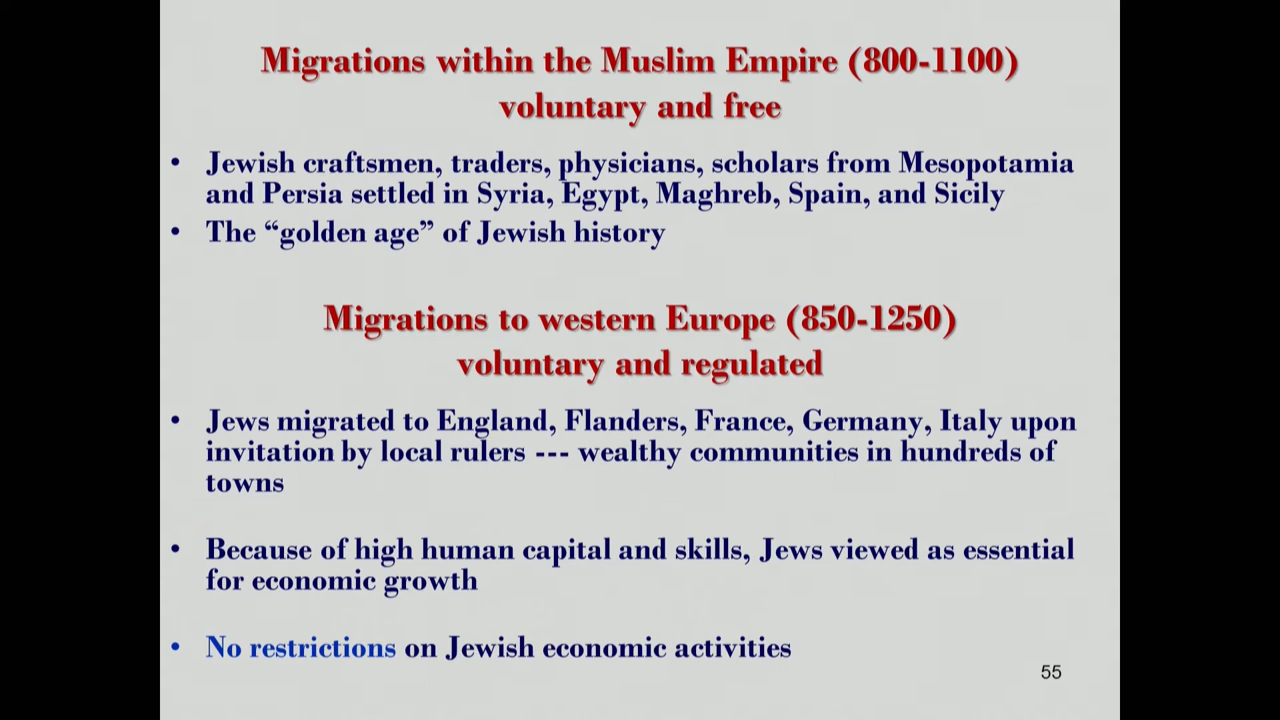 Migrations within the Muslim Empire (800-1100)
voluntary and free
• Jewish craftsmen, traders, physicians, scholars from Mesopotamia
and Persia settled in Syria, Egypt, Maghreb, Spain, and Sicily
• The “golden age” of Jewish history
Migrations to western Europe (850-1250)
voluntary and regulated
• Jews migrated to England, Flanders, France, Germany, Italy upon
invitation by local rulers --- wealthy communities in hundreds of
towns
• Because of high human capital and skills, Jews viewed as essential
for economic growth
• No restrictions on Jewish economic activities
55